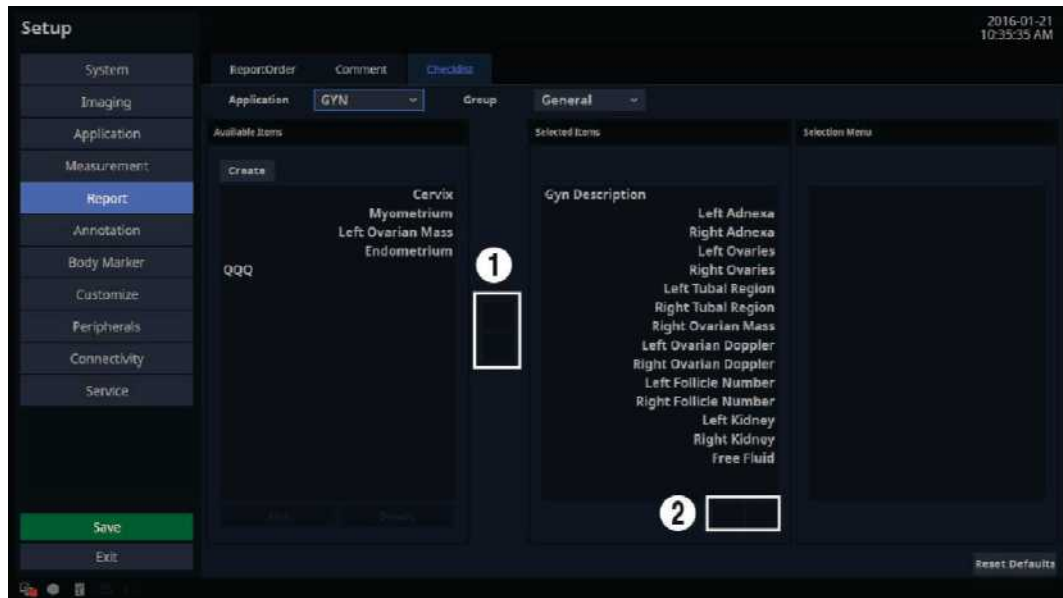 Setup
2016-01-21
10:35:35 AM
System
Imaging
Application
Measurement
Report
Annotation
Body Marker
Customize
Peripherals
Connectivity
Service
Save
Exit
ReportOrder Comment Checklist
Application GYN Group General
Available Items
Create
Cervix
Myometrium
Left Ovarian Mass
Endometrium
QQQ
1
Selected Items
Gyn Description
Left Adnexa
Right Adnexa
Left Ovaries
Right Ovaries
Left Tubal Region
Right Tubal Region
Right Ovarian Mass
Left Ovarian Doppler
Right Ovarian Doppler
Left Follicle Number
Right Follicle Number
Left Kidney
Right Kidney
Free Fluid
2
Selection Menu
Reset Defaults